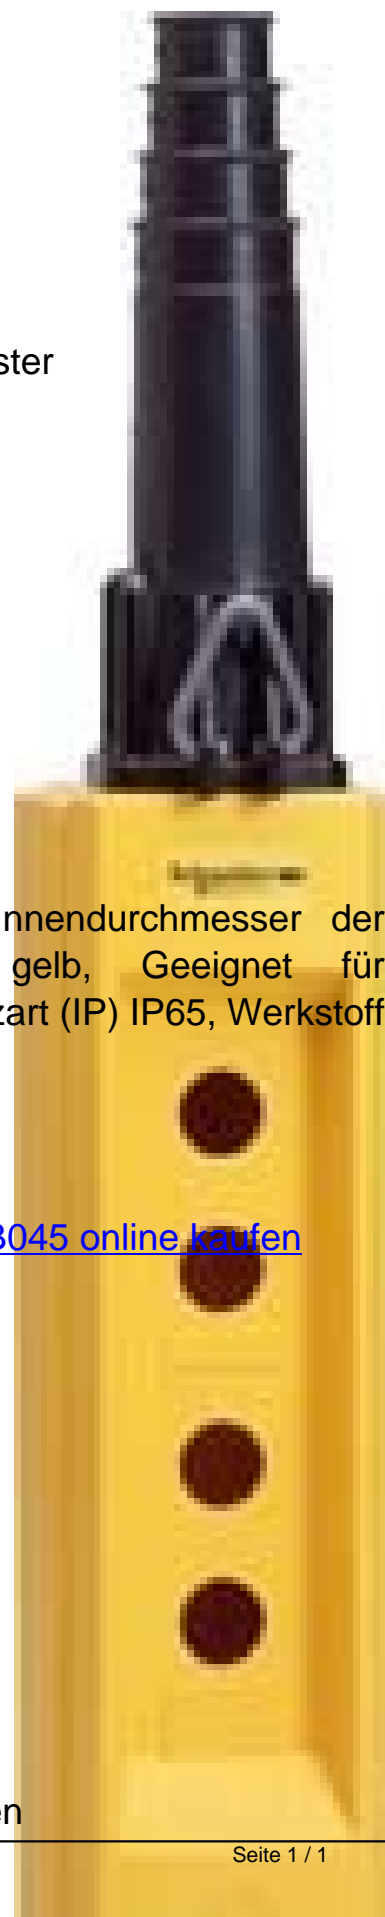 ster
nnendurchmesser der
gelb, Geeignet für
zart (IP) IP65, Werkstoff
3045 online kaufen
en
Seite 1 / 1